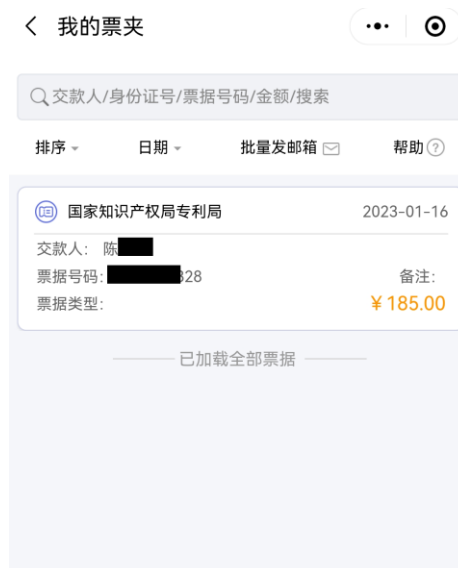 我的票夹
交款人/身份证号/票据号码/金额/搜索
排序 日期 批量发邮箱 帮助 ?
国家知识产权局专利局 2023-01-16
交款人: 陈
票据号码: 328 备注:
票据类型: ¥185.00
已加载全部票据